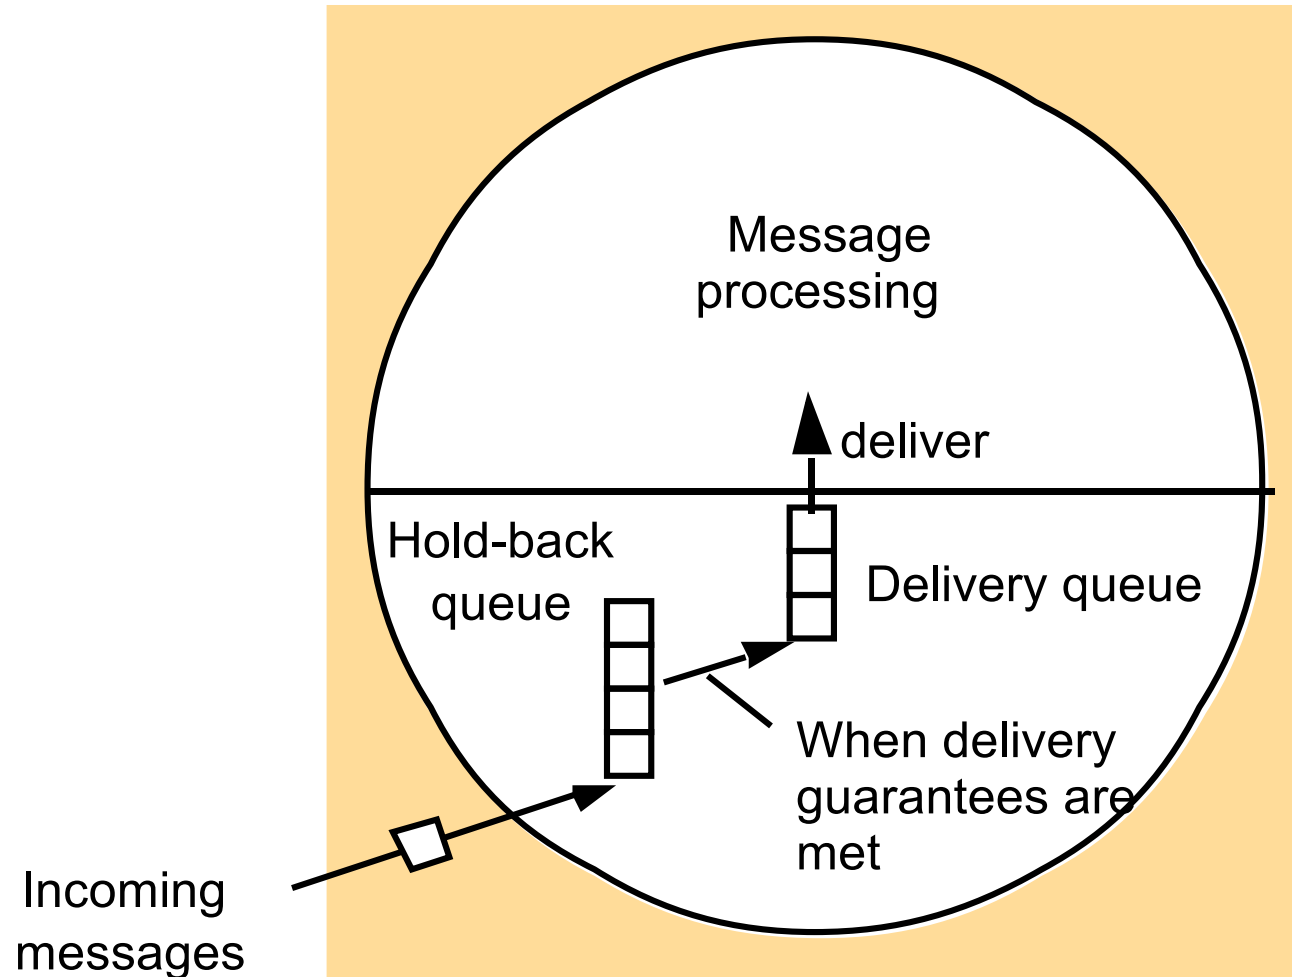 Message
processing
deliver
Hold-back
queue
Delivery queue
When delivery
guarantees are
met
Incoming
messages